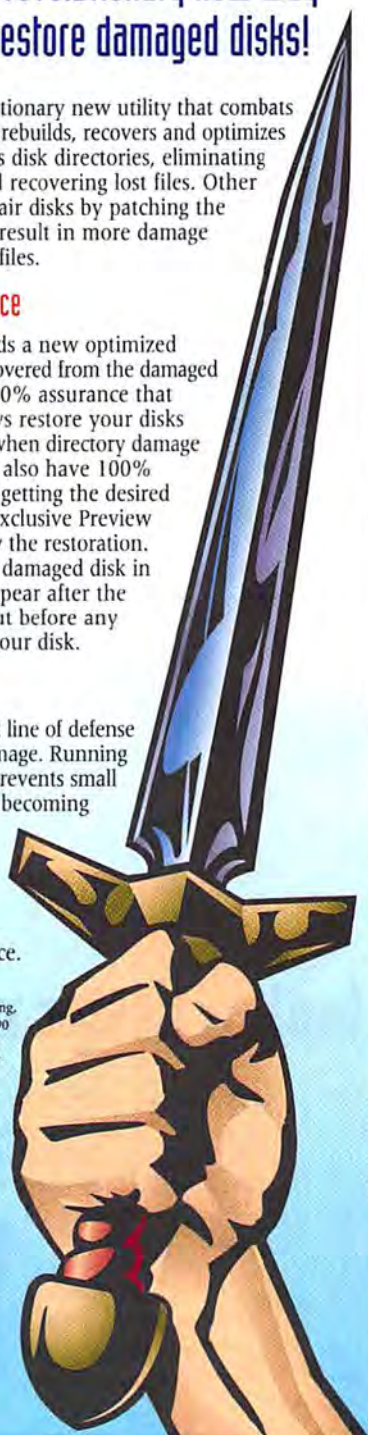 estore damaged disks!
tionary new utility that combats
rebuilds, recovers and optimizes
s disk directories, eliminating
l recovering lost files. Other
air disks by patching the
result in more damage
files.
ce
ds a new optimized
overed from the damaged
0% assurance that
ys restore your disks
when directory damage
also have 100%
getting the desired
xclusive Preview
y the restoration.
damaged disk in
pear after the
ut before any
our disk.
line of defense
mage. Running
revents small
becoming
ce.
ng,
90